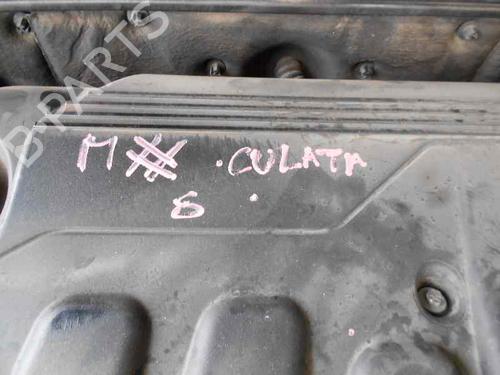 B-PARTS
M# · CULATA
6 ·